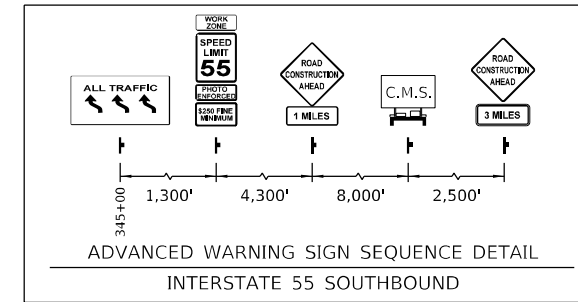 ALL TRAFFIC
WORK
ZONE
SPEED
LIMIT
55
PHOTO
ENFORCED
$250 FINE
MINIMUM
ROAD
CONSTRUCTION
AHEAD
1 MILES
C.M.S.
ROAD
CONSTRUCTION
AHEAD
3 MILES
345+00
1,300'
4,300'
8,000'
2,500'
ADVANCED WARNING SIGN SEQUENCE DETAIL
INTERSTATE 55 SOUTHBOUND